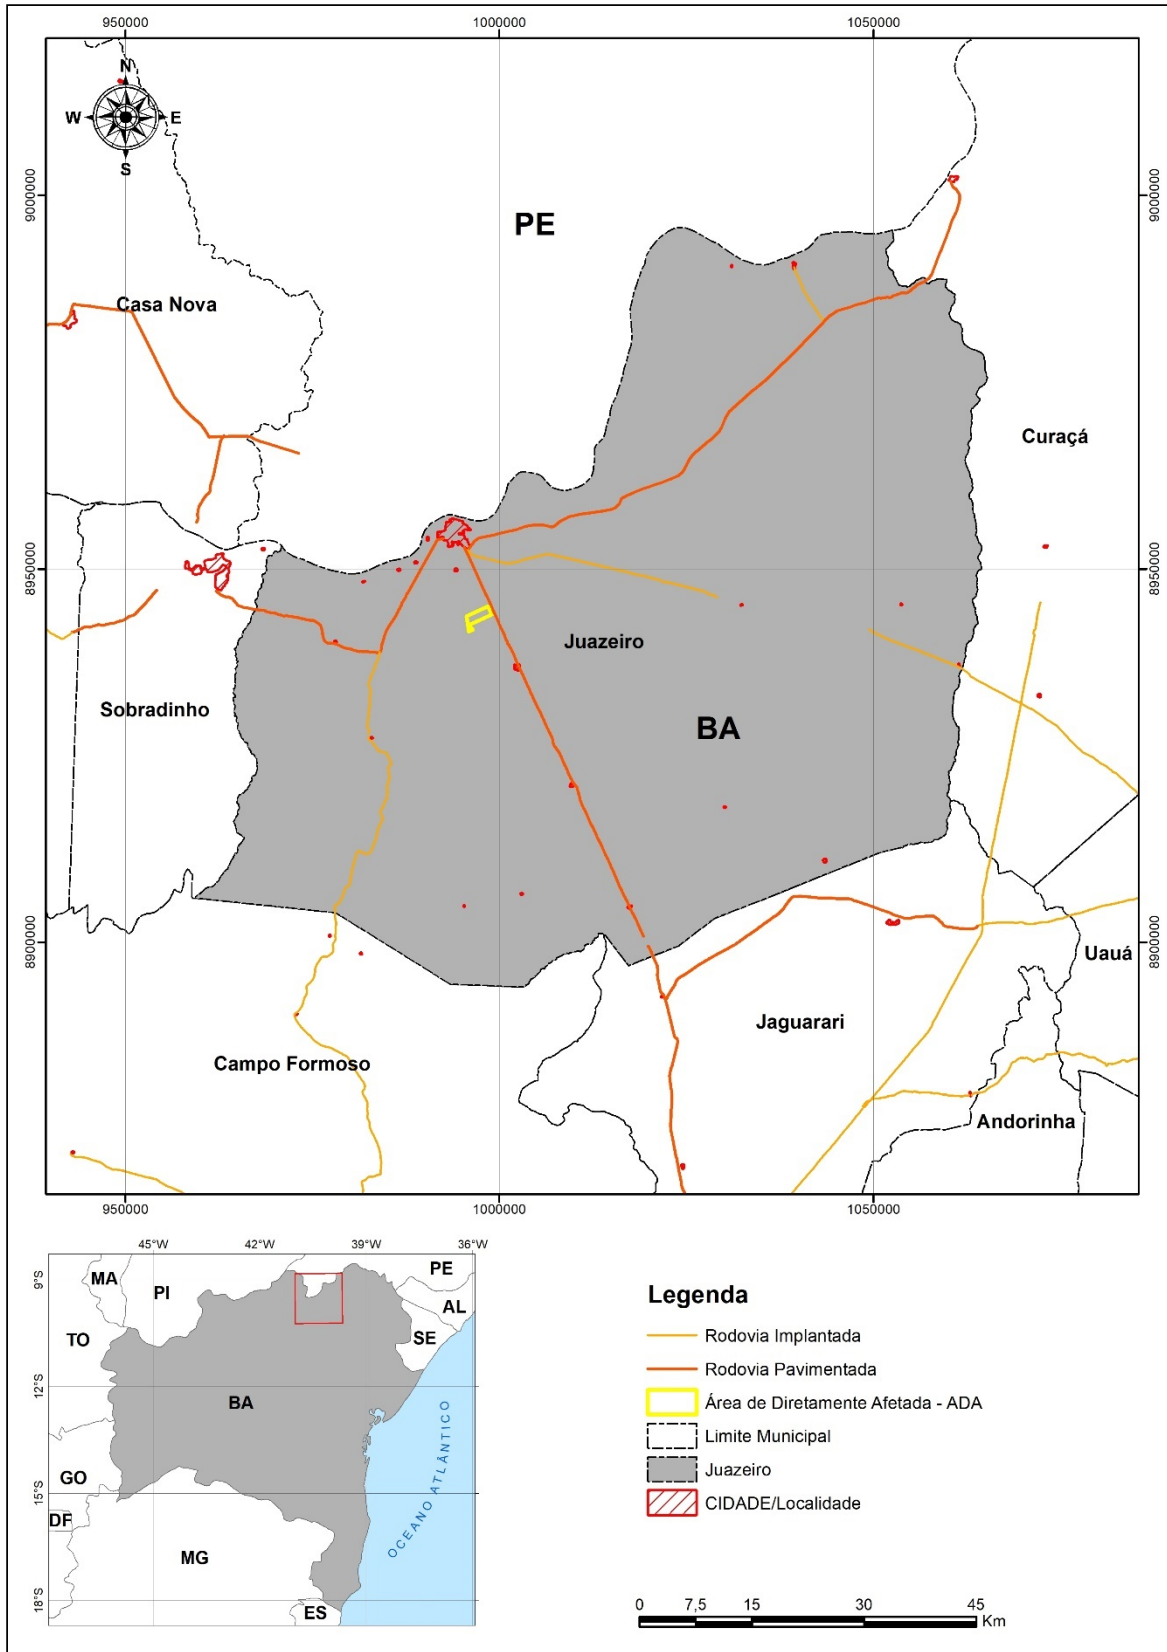 950000 1000000 1050000
N
W E
S
9000000 9000000
PE
Casa Nova
Curaçá
8950000 8950000
Juazeiro
Sobradinho
BA
8900000 8900000
Uauá
Jaguarari
Campo Formoso
Andorinha
950000 1000000 1050000
45°W 42°W 39°W 36°W
9°S
MA PI PE
AL
TO SE
12°S
BA
OCEANO ATLÂNTICO
GO
15°S
DF
MG
18°S
ES
Legenda
Rodovia Implantada
Rodovia Pavimentada
Área de Diretamente Afetada - ADA
Limite Municipal
Juazeiro
CIDADE/Localidade
0 7,5 15 30 45
Km